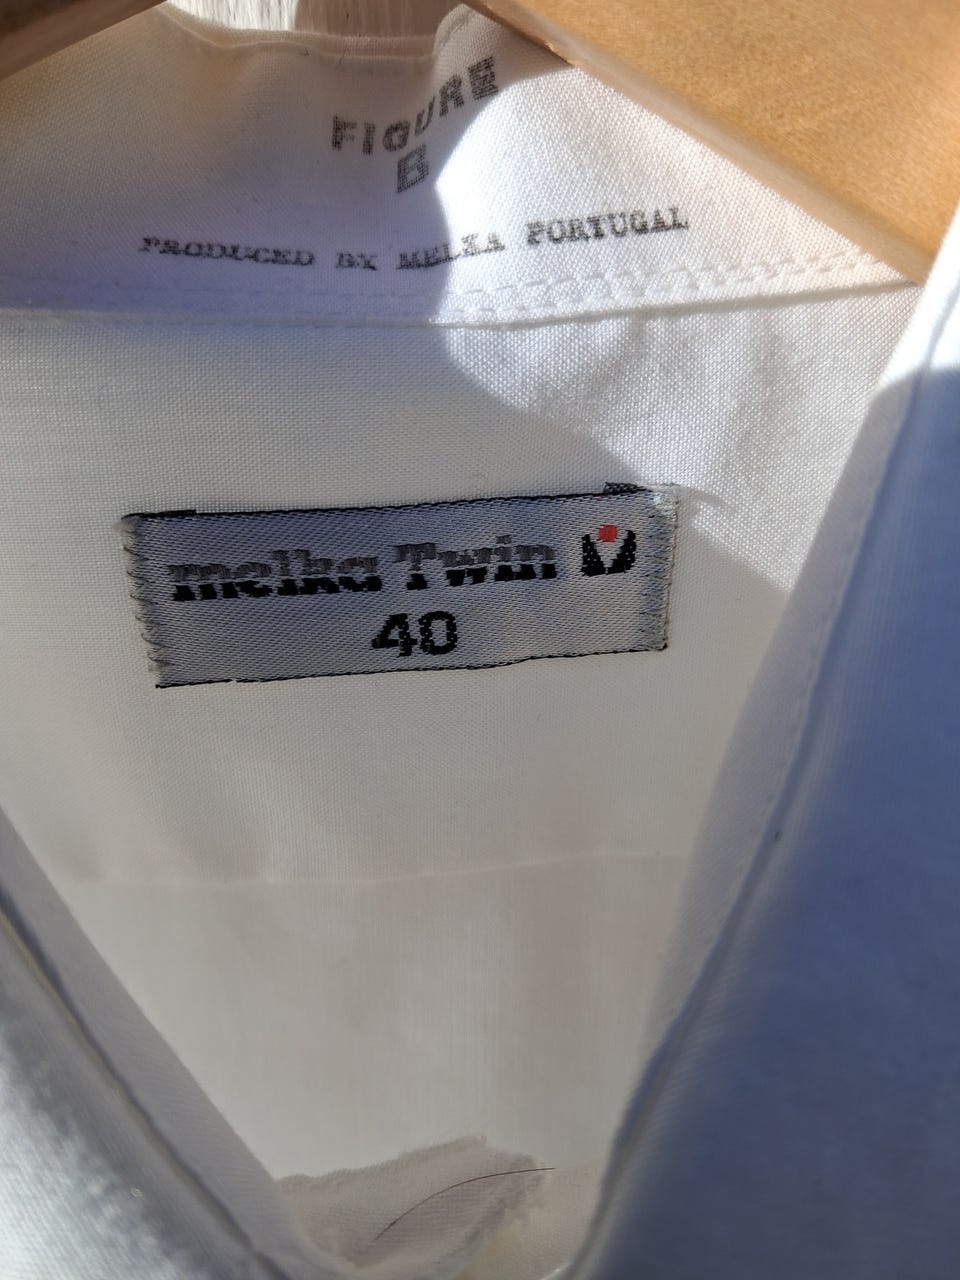 FIGURE
B
PRODUCED BY MELKA PORTUGAL
melka Twin
40